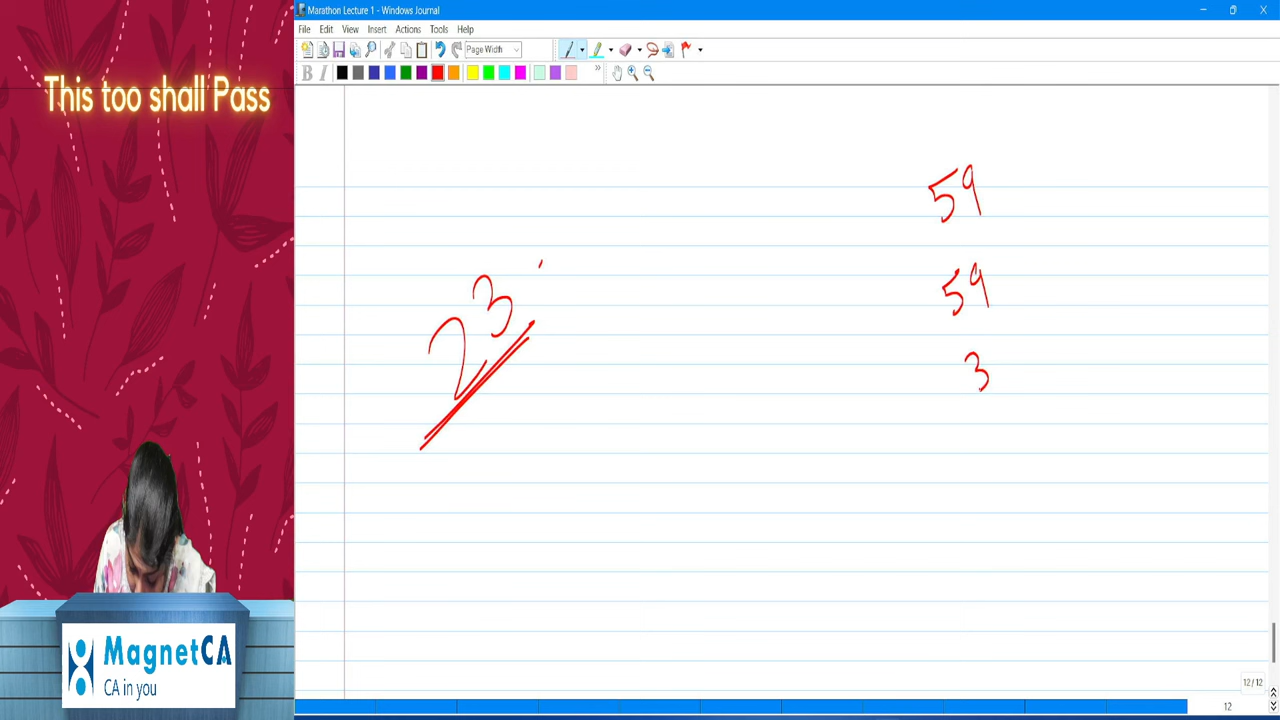 This too shall Pass
Marathon Lecture 1 - Windows Journal
File Edit View Insert Actions Tools Help
Page Width
B I
59
23
59
3
MagnetCA
CA in you
12/12
12